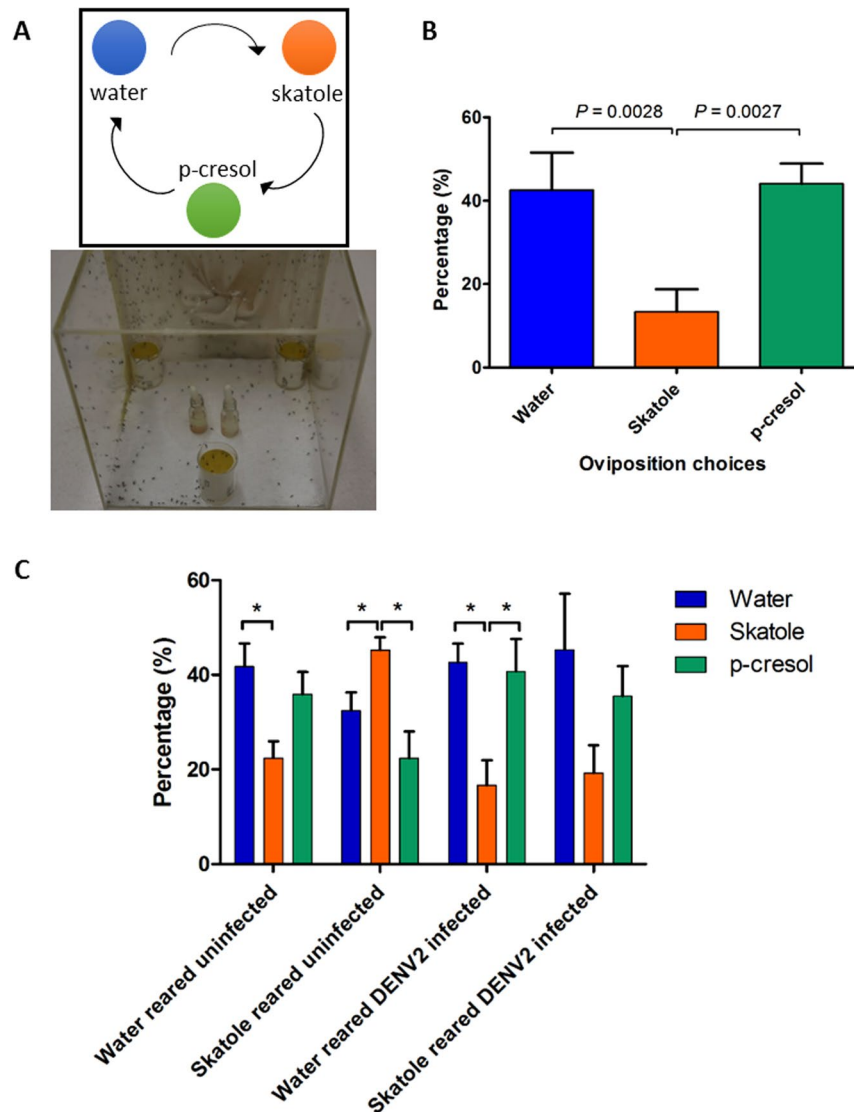 A
water
skatole
p-cresol
B
P = 0.0028
P = 0.0027
60
40
20
0
Percentage (%)
Water
Skatole
p-cresol
Oviposition choices
C
60
40
20
0
Percentage (%)
*
*
*
*
*
Water
Skatole
p-cresol
Water reared uninfected
Skatole reared uninfected
Water reared DENV2 infected
Skatole reared DENV2 infected